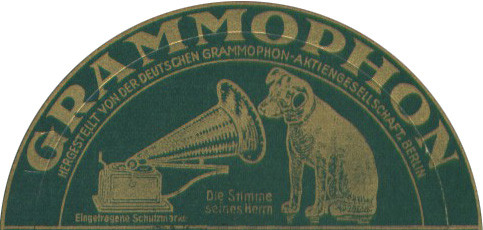 GRAMMOPHON
HERGESTELLT VON DER DEUTSCHEN GRAMMOPHON-AKTIENGESELLSCHAFT, BERLIN
Die Stimme
seines Herrn
Eingetragene Schutzmarke